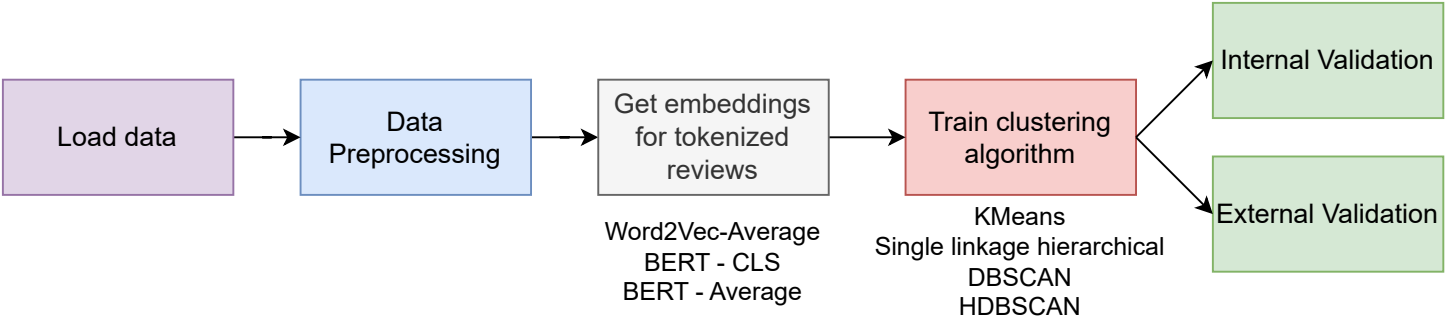 Load data
Data
Preprocessing
Get embeddings
for tokenized
reviews
Word2Vec-Average
BERT - CLS
BERT - Average
Train clustering
algorithm
KMeans
Single linkage hierarchical
DBSCAN
HDBSCAN
Internal Validation
External Validation